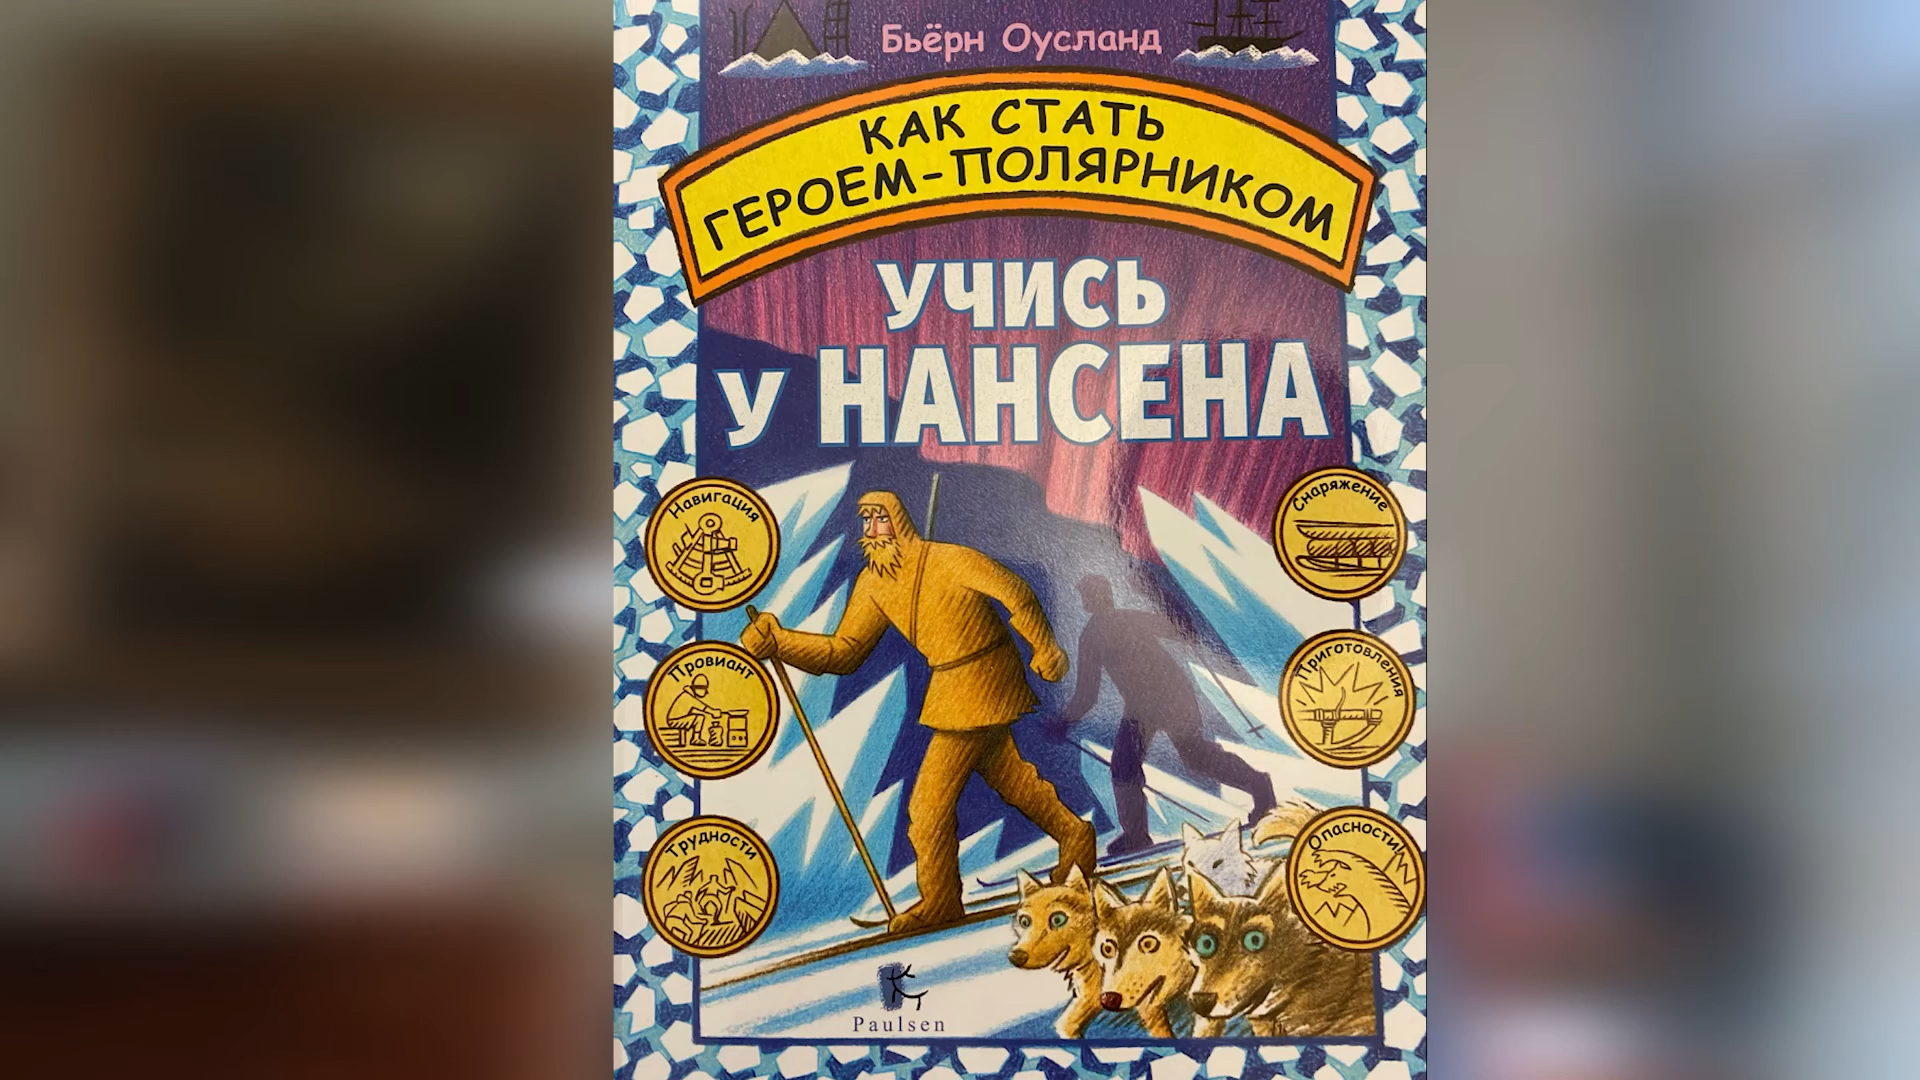 Бьёрн Оусланд
КАК СТАТЬ
ГЕРОЕМ-ПОЛЯРНИКОМ
УЧИСЬ
У НАНСЕНА
Навигация
Снаряжение
Провиант
Приготовления
Трудности
Опасности!
Paulsen